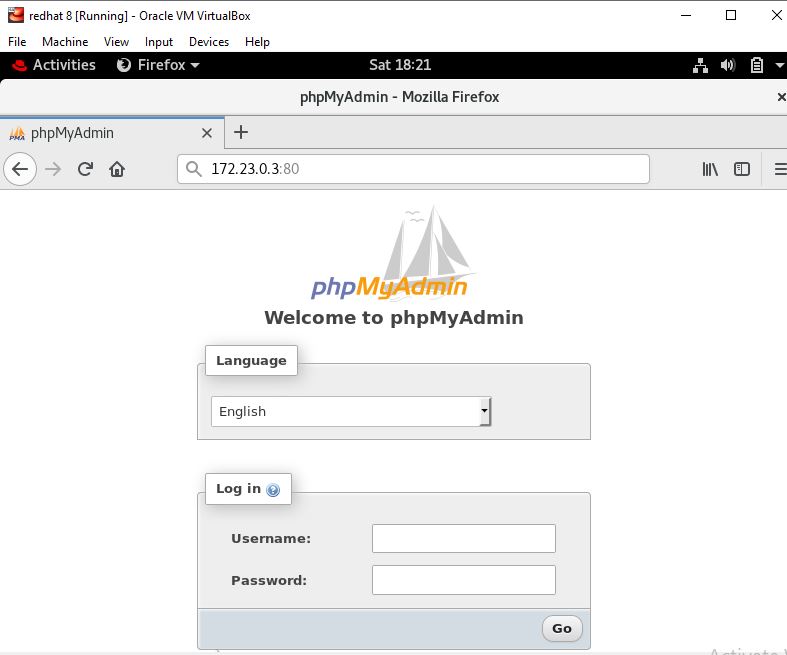 redhat 8 [Running] - Oracle VM VirtualBox
File Machine View Input Devices Help
Activities Firefox Sat 18:21
phpMyAdmin - Mozilla Firefox
PMA phpMyAdmin
172.23.0.3:80
phpMyAdmin
Welcome to phpMyAdmin
Language
English
Log in
Username:
Password:
Go
Activate